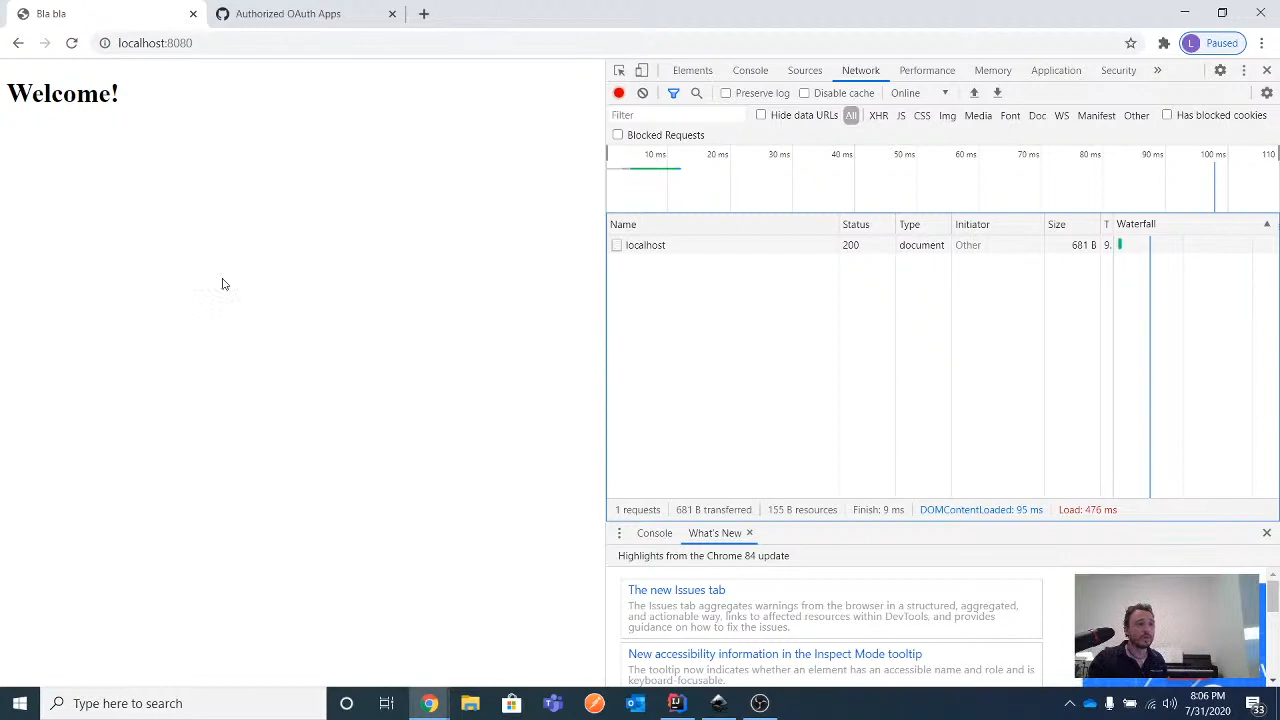 Bla bla
Authorized OAuth Apps
localhost:8080
L Paused
Welcome!
Elements Console Sources Network Performance Memory Application Security »
Preserve log Disable cache Online
Filter Hide data URLs All XHR JS CSS Img Media Font Doc WS Manifest Other Has blocked cookies
Blocked Requests
10 ms 20 ms 30 ms 40 ms 50 ms 60 ms 70 ms 80 ms 90 ms 100 ms 110
Name Status Type Initiator Size T Waterfall
localhost 200 document Other 681 B 9.
1 requests 681 B transferred 155 B resources Finish: 9 ms DOMContentLoaded: 95 ms Load: 476 ms
Console What's New
Highlights from the Chrome 84 update
The new Issues tab
The Issues tab aggregates warnings from the browser in a structured, aggregated,
and actionable way, links to affected resources within DevTools, and provides
guidance on how to fix the issues.
New accessibility information in the Inspect Mode tooltip
The tooltip now indicates whether an element has an accessible name and role and is
keyboard-focusable.
Type here to search
8:06 PM
7/31/2020
33